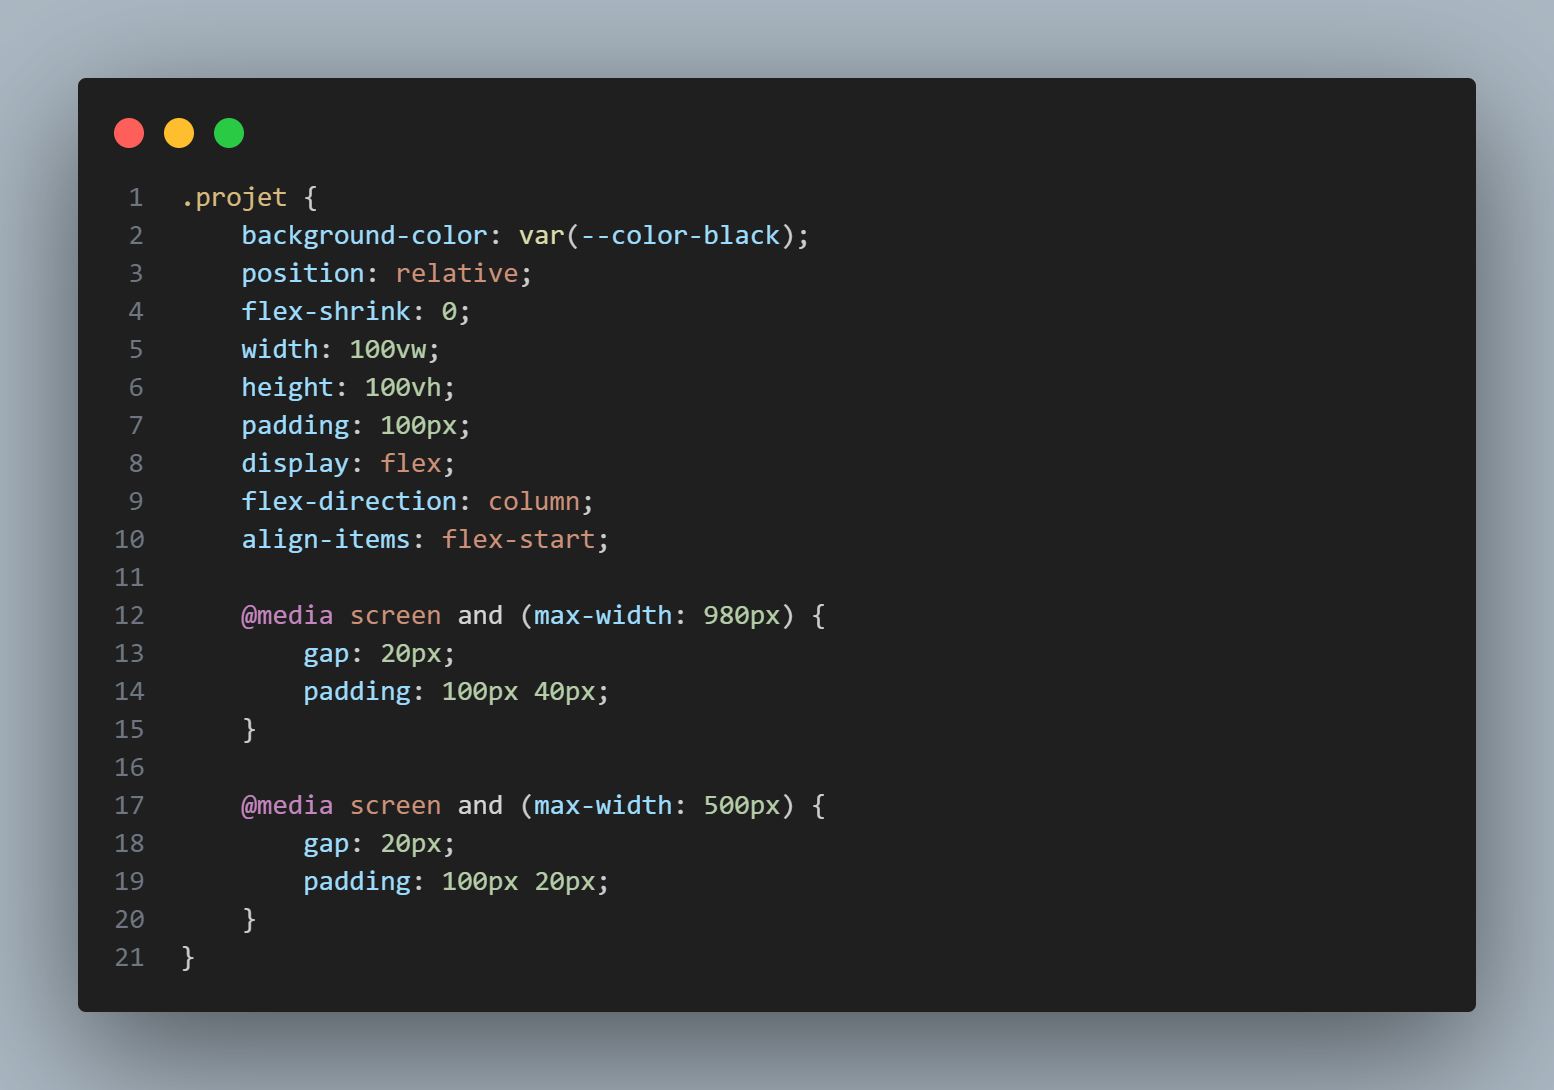 1 .projet {
2     background-color: var(--color-black);
3     position: relative;
4     flex-shrink: 0;
5     width: 100vw;
6     height: 100vh;
7     padding: 100px;
8     display: flex;
9     flex-direction: column;
10     align-items: flex-start;
11
12     @media screen and (max-width: 980px) {
13         gap: 20px;
14         padding: 100px 40px;
15     }
16
17     @media screen and (max-width: 500px) {
18         gap: 20px;
19         padding: 100px 20px;
20     }
21 }